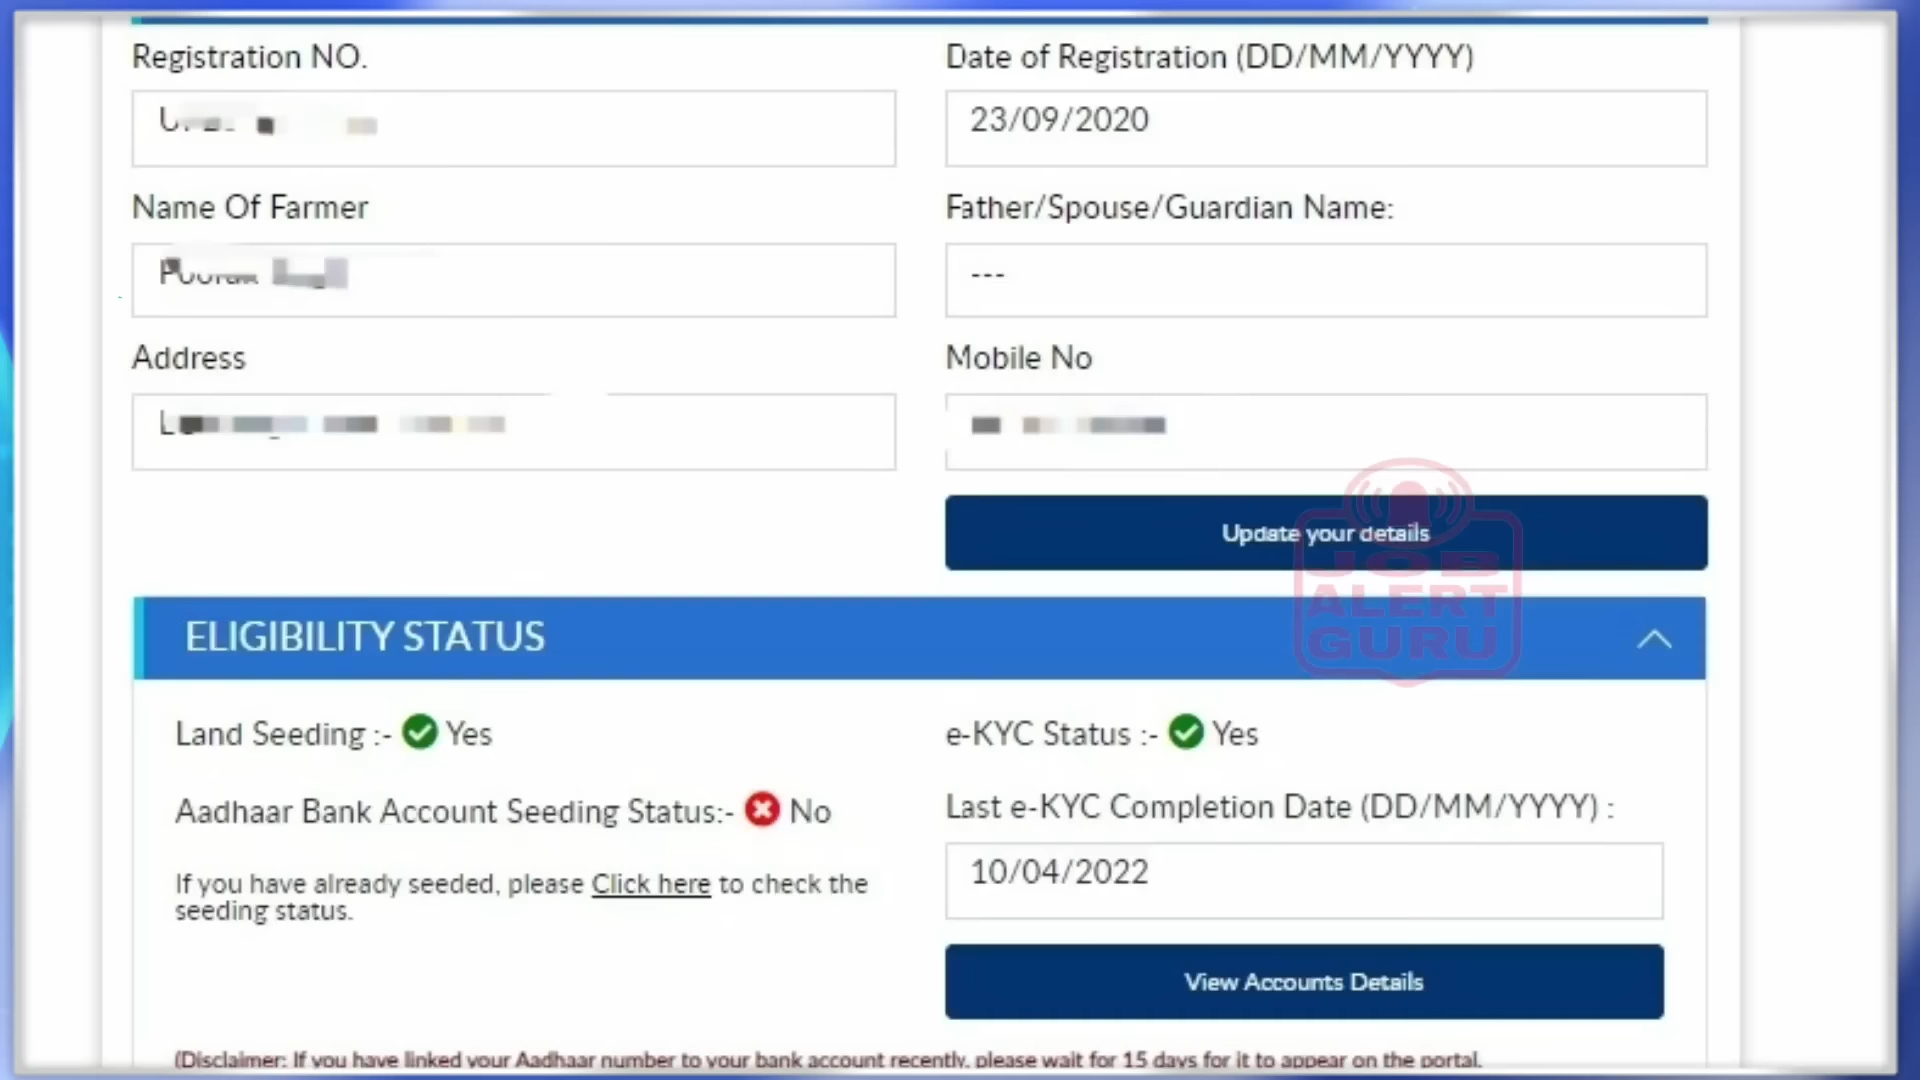 Registration NO.
Date of Registration (DD/MM/YYYY)
23/09/2020
Name Of Farmer
Father/Spouse/Guardian Name:
---
Address
Mobile No
Update your details
JOB
ALERT
GURU
ELIGIBILITY STATUS
Land Seeding :- Yes
e-KYC Status :- Yes
Aadhaar Bank Account Seeding Status:- No
Last e-KYC Completion Date (DD/MM/YYYY) :
10/04/2022
If you have already seeded, please Click here to check the
seeding status.
View Accounts Details
(Disclaimer: If you have linked your Aadhaar number to your bank account recently, please wait for 15 days for it to appear on the portal.